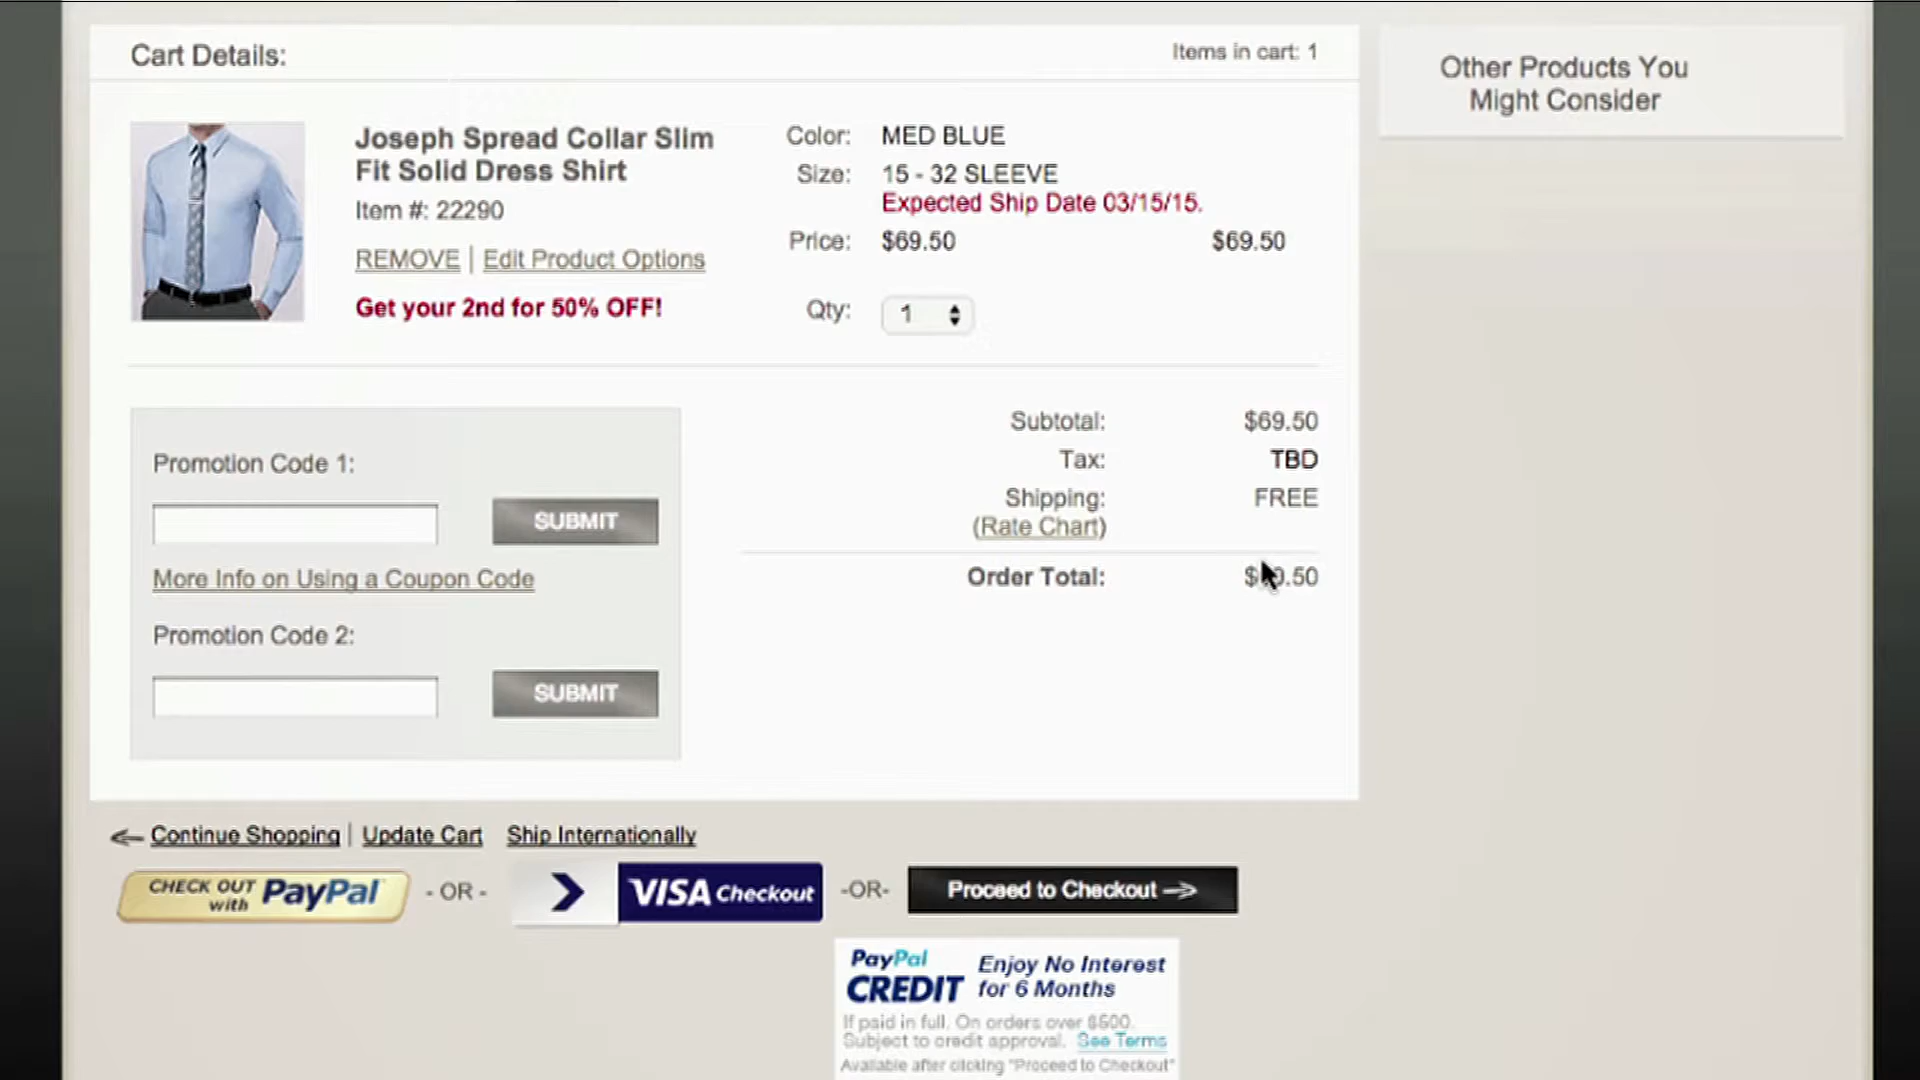 Cart Details:
Items in cart: 1
Other Products You
Might Consider
Joseph Spread Collar Slim
Fit Solid Dress Shirt
Item #: 22290
REMOVE | Edit Product Options
Get your 2nd for 50% OFF!
Color: MED BLUE
Size: 15 - 32 SLEEVE
Expected Ship Date 03/15/15.
Price: $69.50 $69.50
Qty: 1
Promotion Code 1:
SUBMIT
More Info on Using a Coupon Code
Promotion Code 2:
SUBMIT
Subtotal: $69.50
Tax: TBD
Shipping: FREE
(Rate Chart)
Order Total:
Continue Shopping | Update Cart Ship Internationally
CHECK OUT with PayPal - OR - VISA Checkout -OR- Proceed to Checkout
PayPal CREDIT
Enjoy No Interest
for 6 Months
If paid in full. On orders over
Subject to credit approval. See Terms
Available after clicking "Proceed to Checkout"